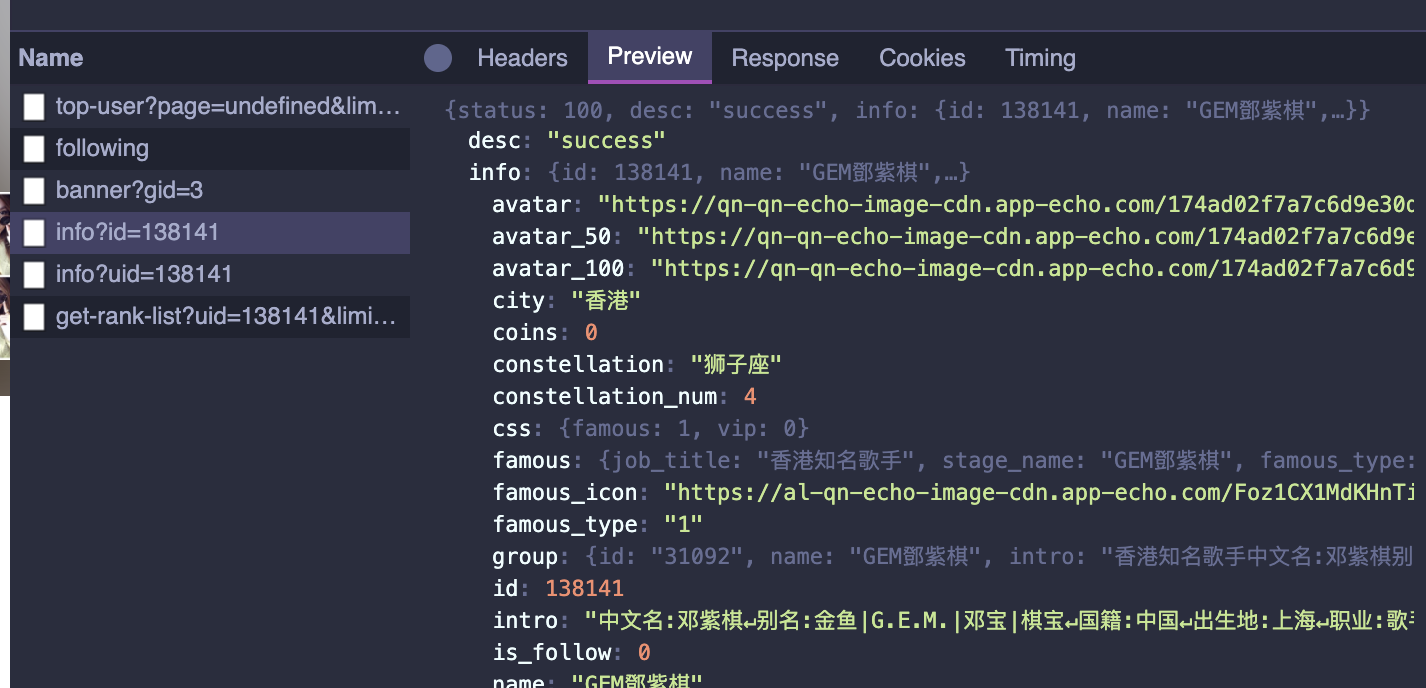 Name
Headers
Preview
Response
Cookies
Timing
top-user?page=undefined&lim…
following
banner?gid=3
info?id=138141
info?uid=138141
get-rank-list?uid=138141&limi…
{status: 100, desc: "success", info: {id: 138141, name: "GEM鄧紫棋",…}}
desc: "success"
info: {id: 138141, name: "GEM鄧紫棋",…}
avatar: "https://qn-qn-echo-image-cdn.app-echo.com/174ad02f7a7c6d9e30d
avatar_50: "https://qn-qn-echo-image-cdn.app-echo.com/174ad02f7a7c6d9e
avatar_100: "https://qn-qn-echo-image-cdn.app-echo.com/174ad02f7a7c6d9
city: "香港"
coins: 0
constellation: "狮子座"
constellation_num: 4
css: {famous: 1, vip: 0}
famous: {job_title: "香港知名歌手", stage_name: "GEM鄧紫棋", famous_type:
famous_icon: "https://al-qn-echo-image-cdn.app-echo.com/Foz1CX1MdKHnTi
famous_type: "1"
group: {id: "31092", name: "GEM鄧紫棋", intro: "香港知名歌手中文名:邓紫棋别
id: 138141
intro: "中文名:邓紫棋↵别名:金鱼|G.E.M.|邓宝|棋宝↵国籍:中国↵出生地:上海↵职业:歌手
is_follow: 0
name: "GEM鄧紫棋"